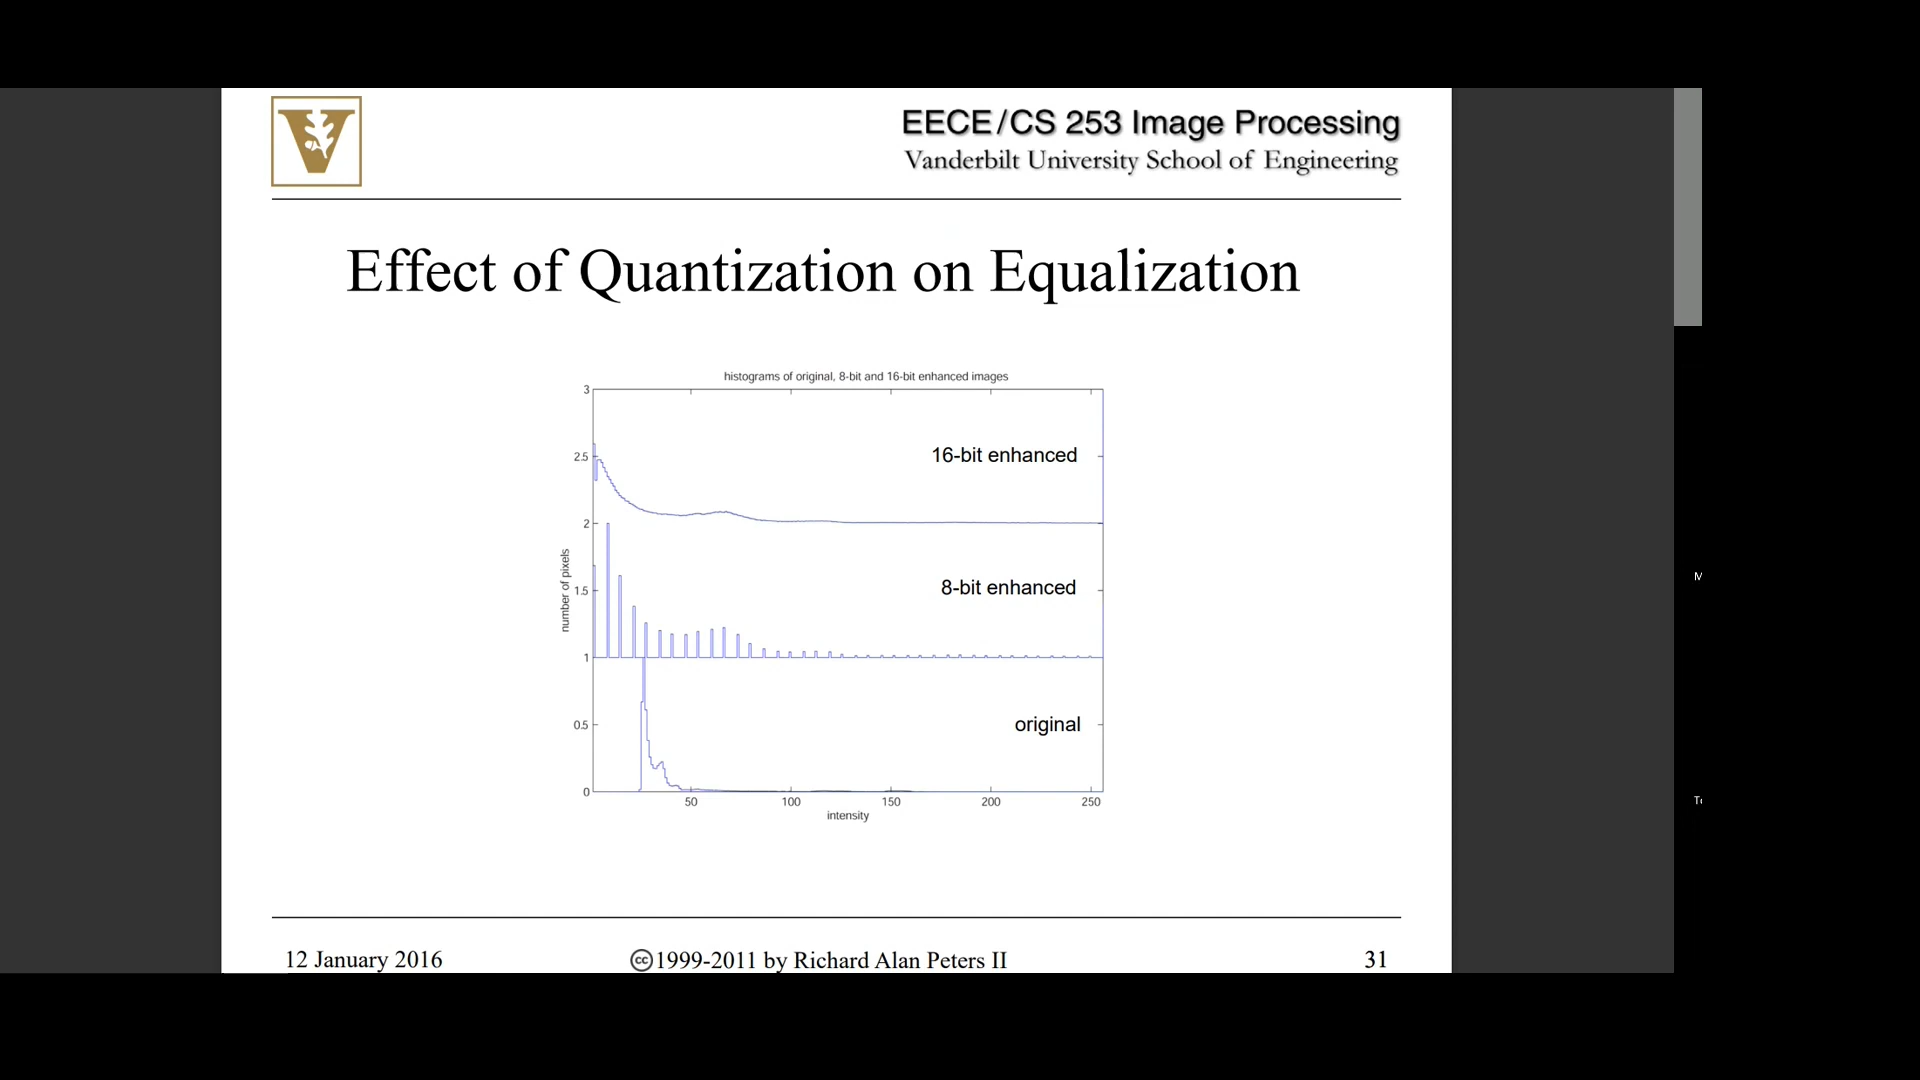 EECE/CS 253 Image Processing
Vanderbilt University School of Engineering
Effect of Quantization on Equalization
histograms of original, 8-bit and 16-bit enhanced images
3
2.5
2
1.5
1
0.5
0
number of pixels
16-bit enhanced
8-bit enhanced
original
50 100 150 200 250
intensity
12 January 2016
1999-2011 by Richard Alan Peters II
31